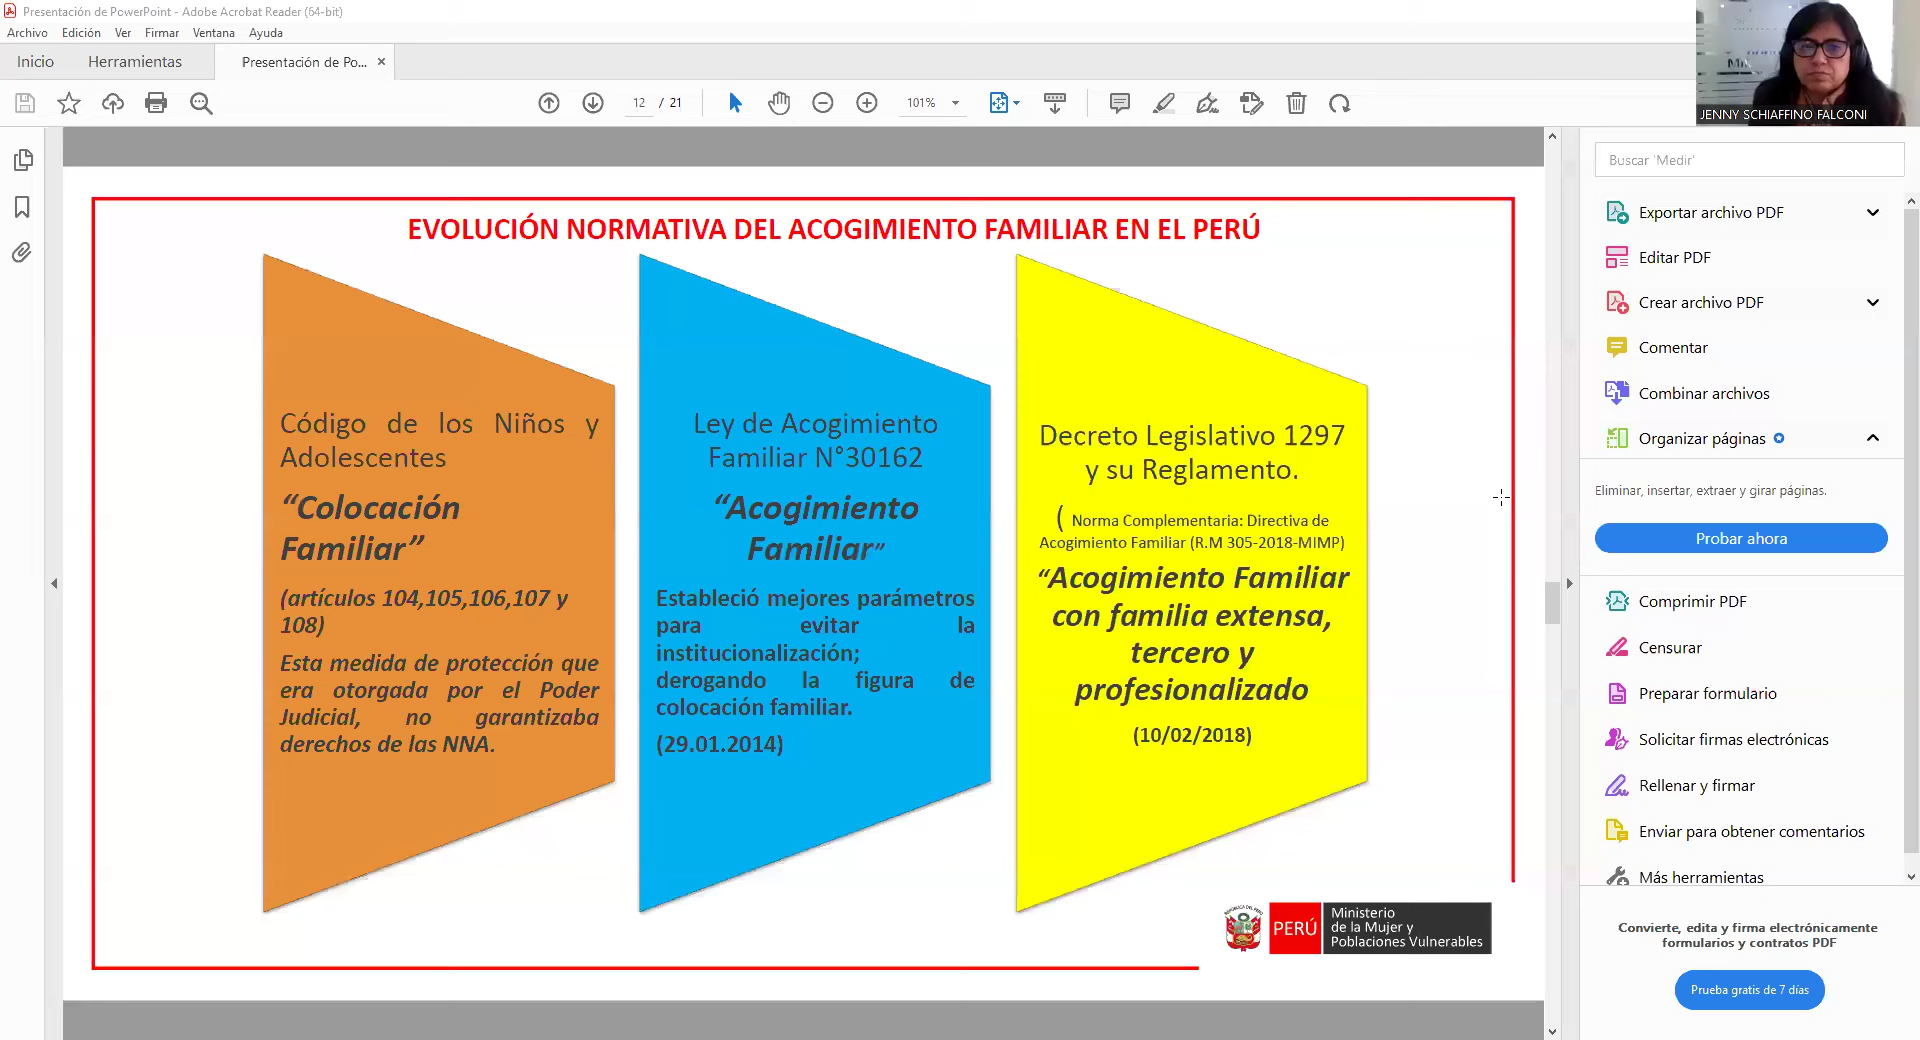 Presentación de PowerPoint - Adobe Acrobat Reader (64-bit)
Archivo Edición Ver Firmar Ventana Ayuda
Inicio Herramientas Presentación de Po... ×
12 / 21 101%
JENNY SCHIAFFINO FALCONI
EVOLUCIÓN NORMATIVA DEL ACOGIMIENTO FAMILIAR EN EL PERÚ
Código de los Niños y
Adolescentes
“Colocación
Familiar”
(artículos 104,105,106,107 y
108)
Esta medida de protección que
era otorgada por el Poder
Judicial, no garantizaba
derechos de las NNA.
Ley de Acogimiento
Familiar N°30162
“Acogimiento
Familiar”
Estableció mejores parámetros
para evitar la
institucionalización;
derogando la figura de
colocación familiar.
(29.01.2014)
Decreto Legislativo 1297
y su Reglamento.
( Norma Complementaria: Directiva de
Acogimiento Familiar (R.M 305-2018-MIMP)
“Acogimiento Familiar
con familia extensa,
tercero y
profesionalizado
(10/02/2018)
PERÚ
Ministerio
de la Mujer y
Poblaciones Vulnerables
Buscar 'Medir'
Exportar archivo PDF
Editar PDF
Crear archivo PDF
Comentar
Combinar archivos
Organizar páginas
Eliminar, insertar, extraer y girar páginas.
Probar ahora
Comprimir PDF
Censurar
Preparar formulario
Solicitar firmas electrónicas
Rellenar y firmar
Enviar para obtener comentarios
Más herramientas
Convierte, edita y firma electrónicamente
formularios y contratos PDF
Prueba gratis de 7 días